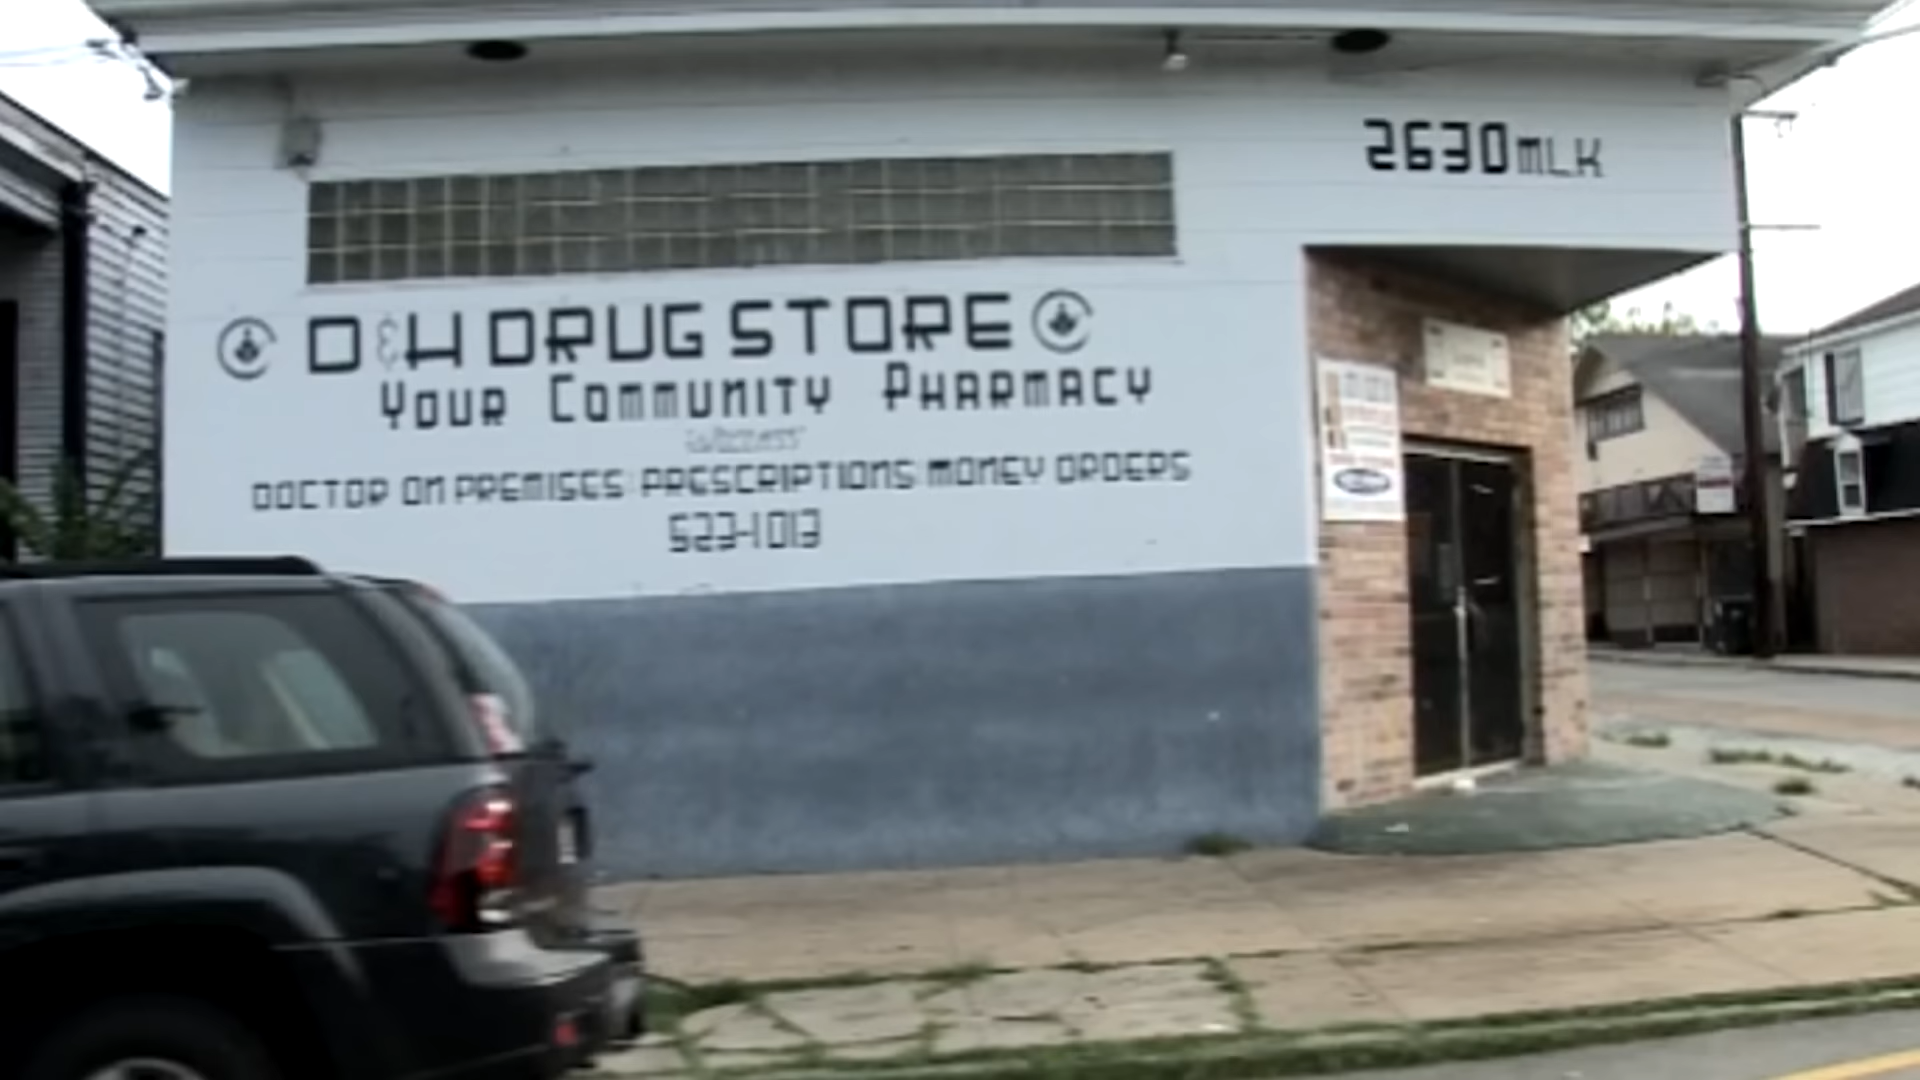 2630 MLK
D & H DRUG STORE
YOUR COMMUNITY PHARMACY
DOCTOR ON PREMISES PRESCRIPTIONS MONEY ORDERS
523-1013